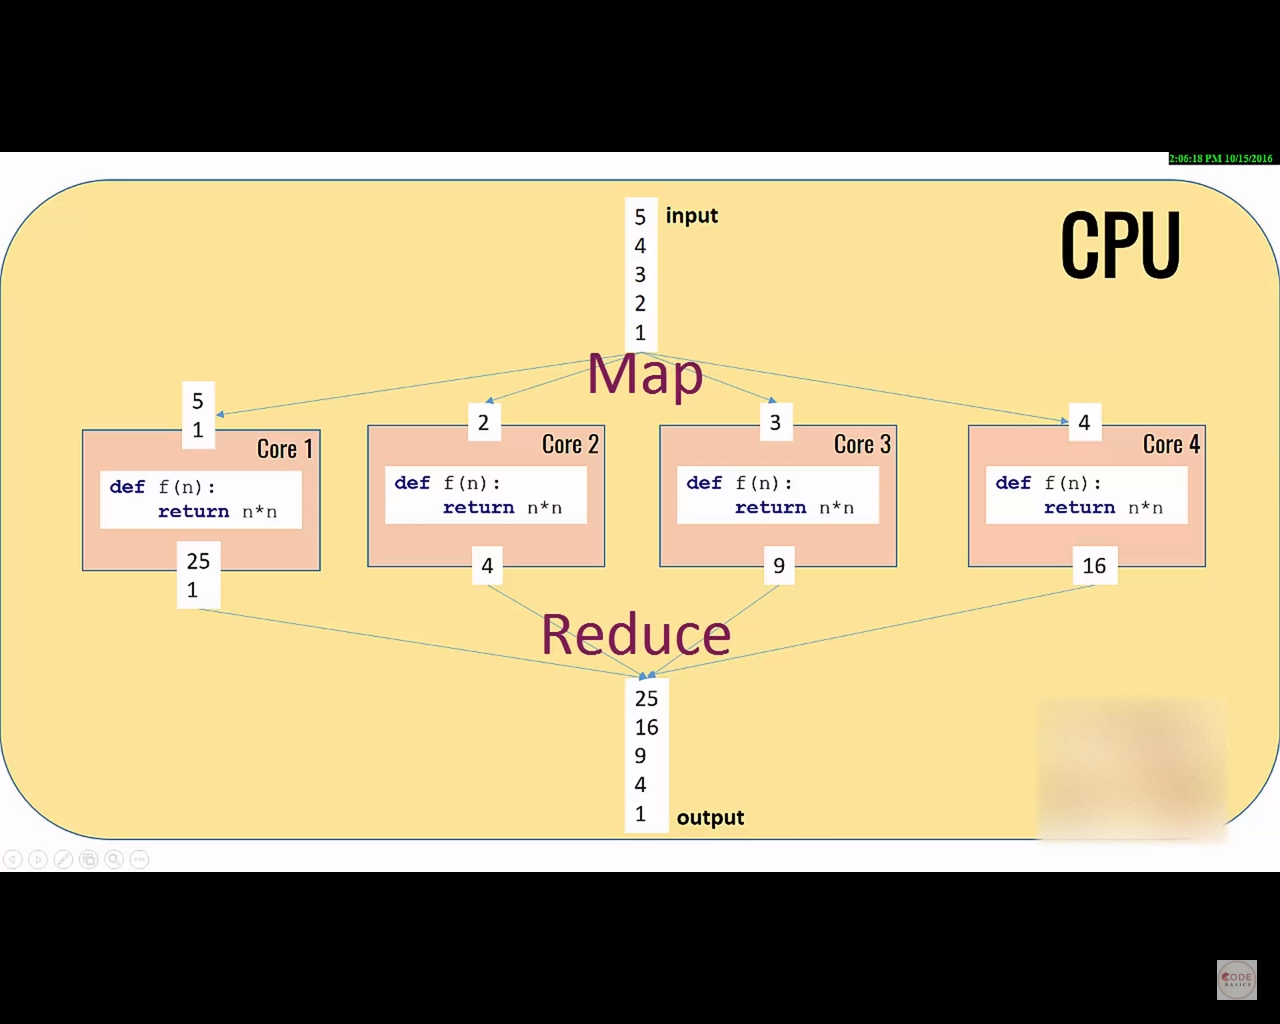 2:06:18 PM 10/15/2016
CPU
5 input
4
3
2
1
Map
5
1
2
3
4
Core 1
Core 2
Core 3
Core 4
def f(n):
return n*n
def f(n):
return n*n
def f(n):
return n*n
def f(n):
return n*n
25
1
4
9
16
Reduce
25
16
9
4
1 output
CODE
BASICS